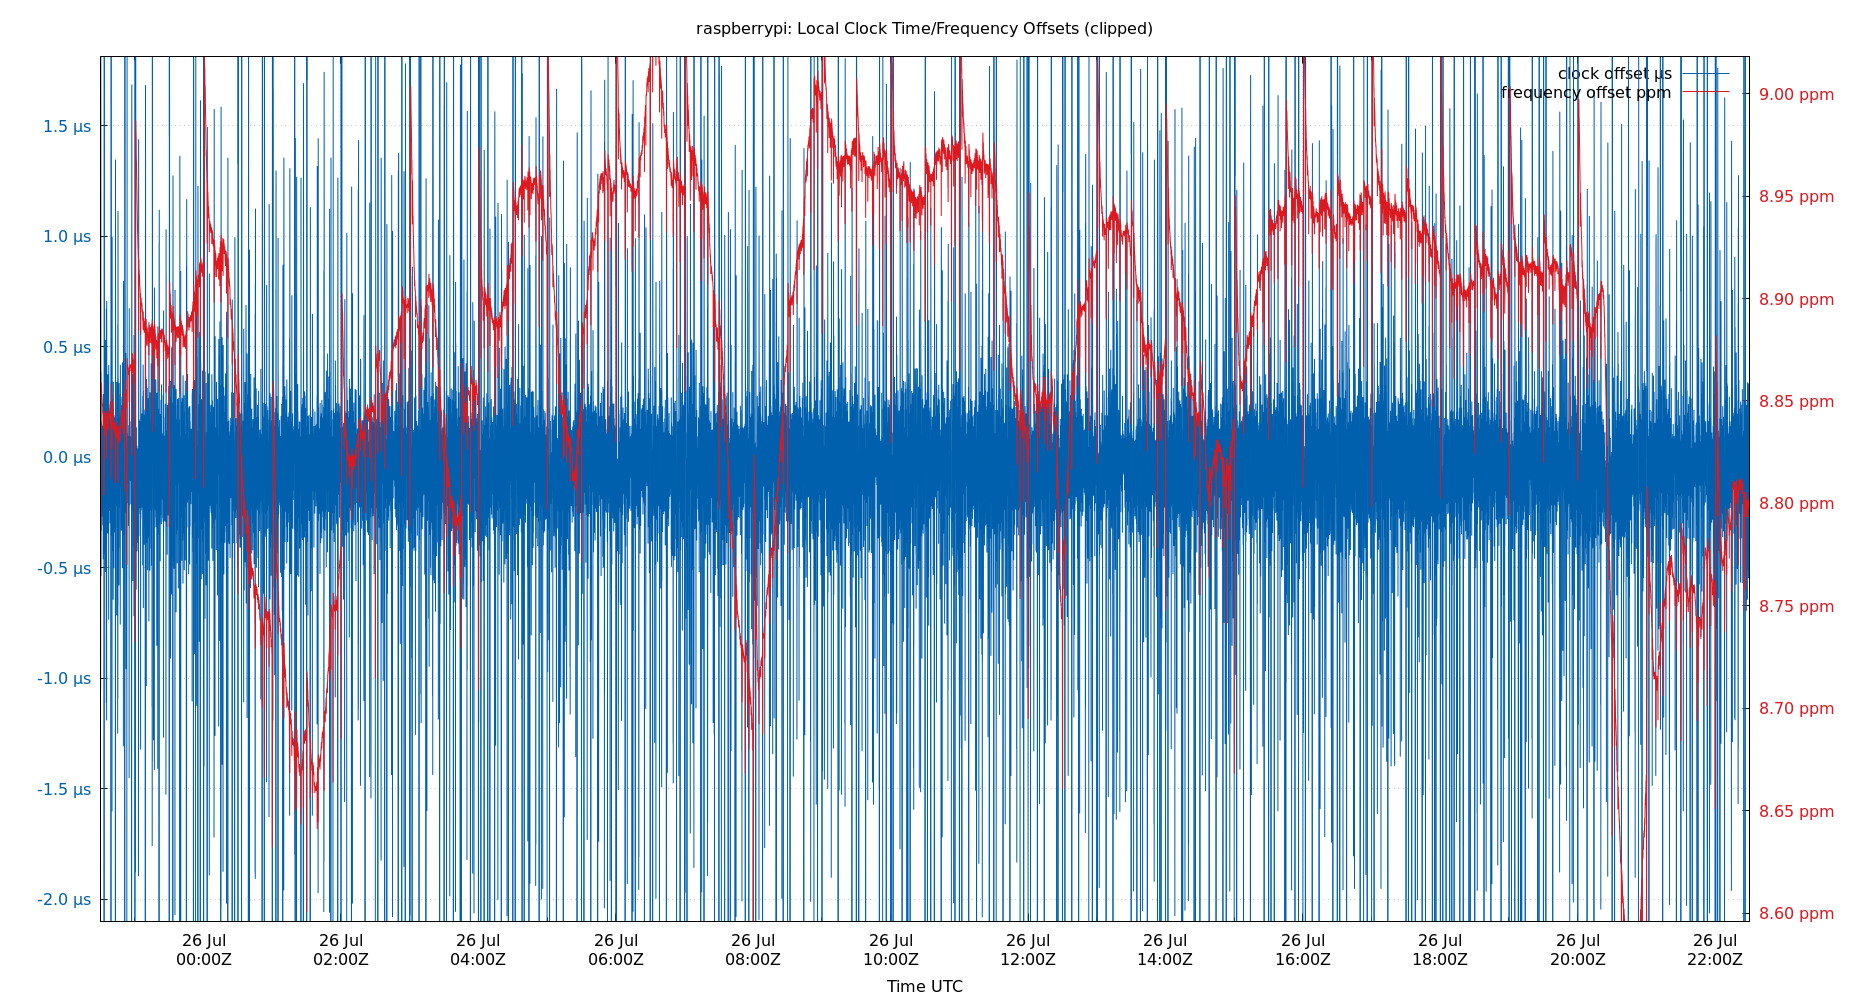 raspberrypi: Local Clock Time/Frequency Offsets (clipped)
clock offset µs
frequency offset ppm
1.5 µs
1.0 µs
0.5 µs
0.0 µs
-0.5 µs
-1.0 µs
-1.5 µs
-2.0 µs
9.00 ppm
8.95 ppm
8.90 ppm
8.85 ppm
8.80 ppm
8.75 ppm
8.70 ppm
8.65 ppm
8.60 ppm
26 Jul 26 Jul 26 Jul 26 Jul 26 Jul 26 Jul 26 Jul 26 Jul 26 Jul 26 Jul 26 Jul 26 Jul
00:00Z 02:00Z 04:00Z 06:00Z 08:00Z 10:00Z 12:00Z 14:00Z 16:00Z 18:00Z 20:00Z 22:00Z
Time UTC